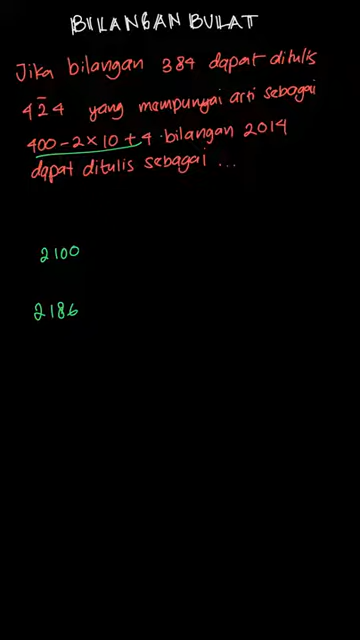 BILANGAN BULAT
Jika bilangan 384 dapat ditulis
42̄4 yang mempunyai arti sebagai
400 - 2 × 10 + 4. bilangan 2014
dapat ditulis sebagai ...
2100
2186